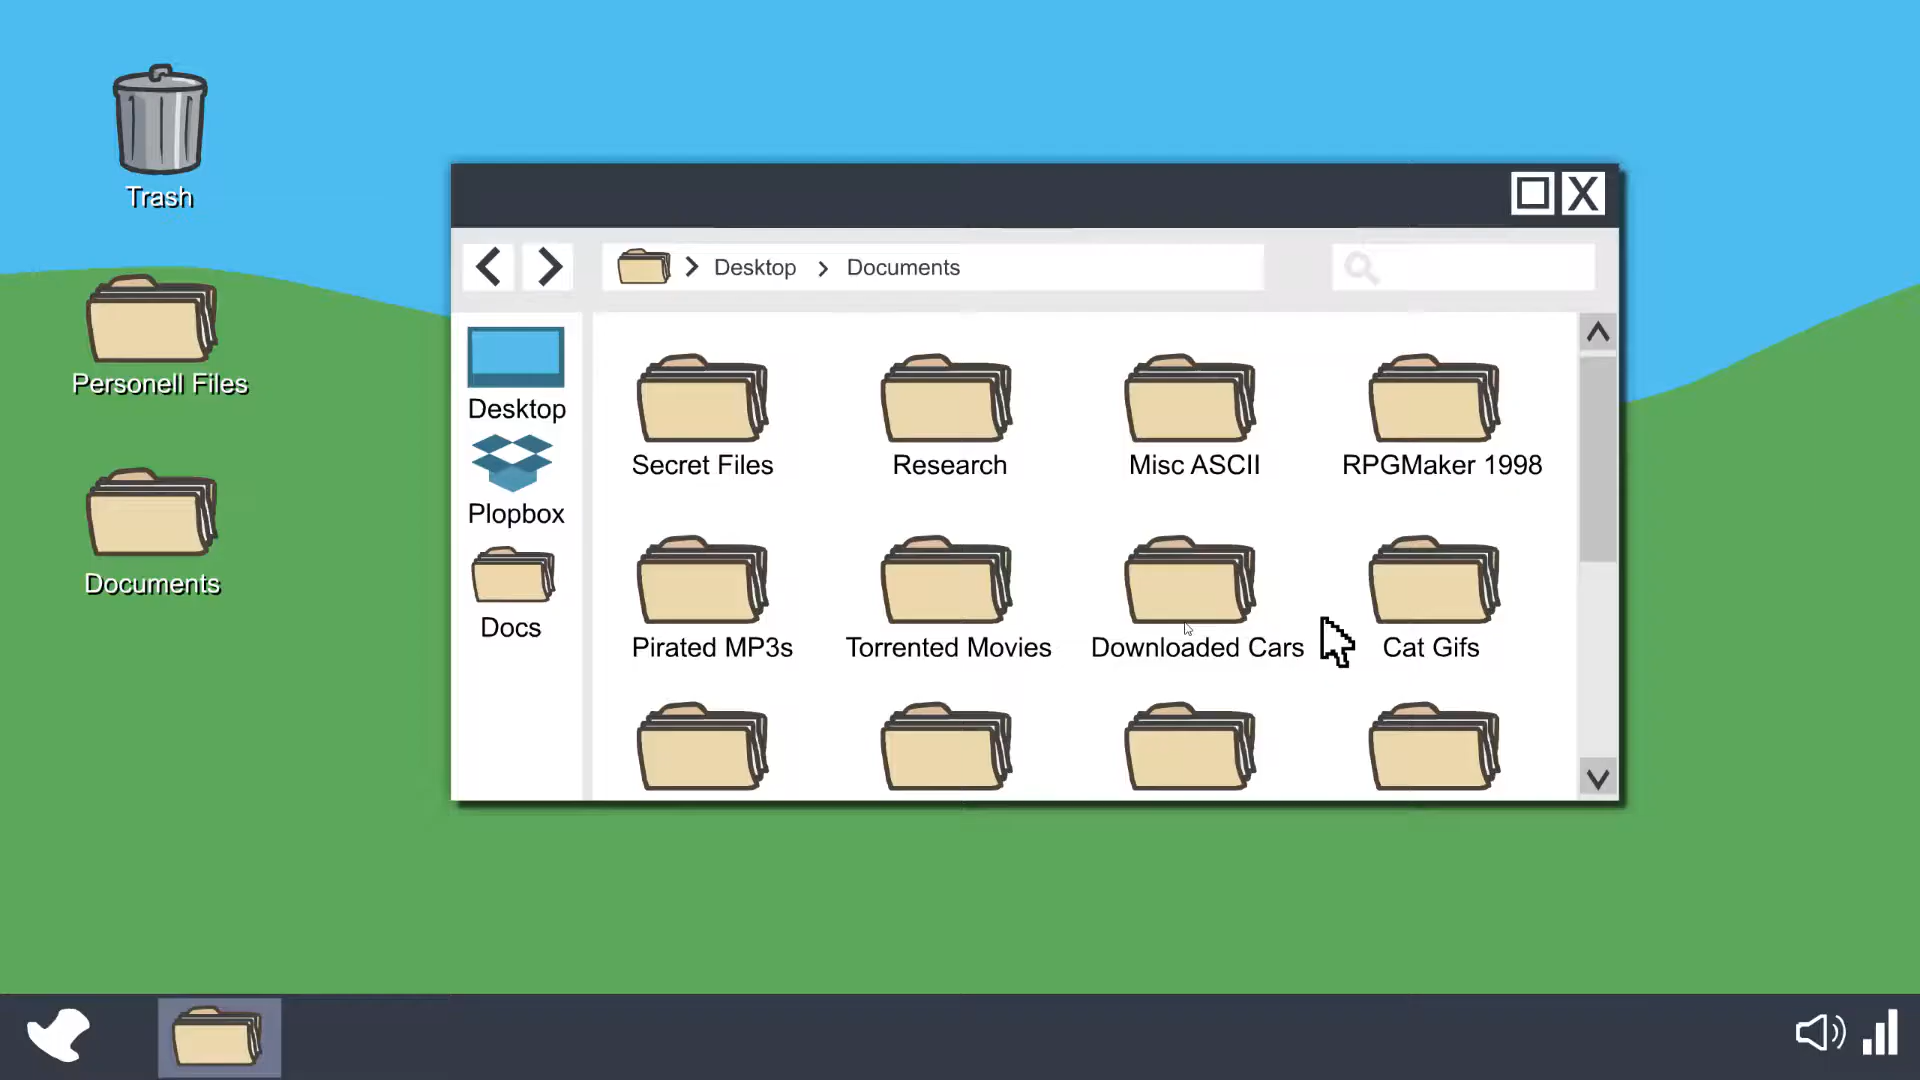 Trash
Personell Files
Documents
X
Desktop
Documents
Desktop
Plopbox
Docs
Secret Files
Research
Misc ASCII
RPGMaker 1998
Pirated MP3s
Torrented Movies
Downloaded Cars
Cat Gifs